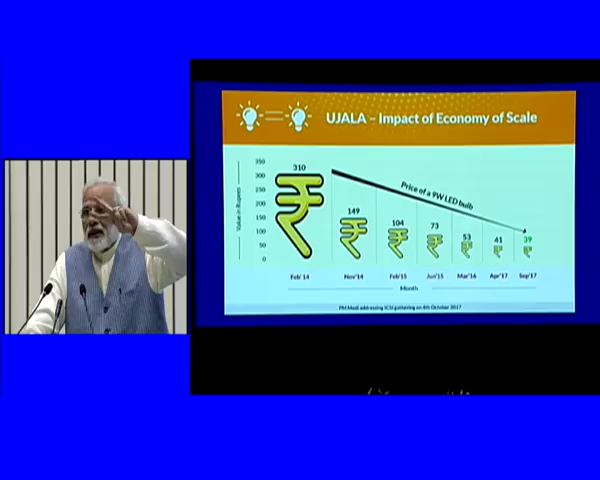 UJALA – Impact of Economy of Scale
Value in Rupees
350
300
250
200
150
100
50
0
310
149
104
73
53
41
39
Price of a 9W LED bulb
Feb'14
Nov'14
Feb'15
Jun'15
Mar'16
Apr'17
Sep'17
Month
PM Modi addressing ICSI gathering on 4th October 2017